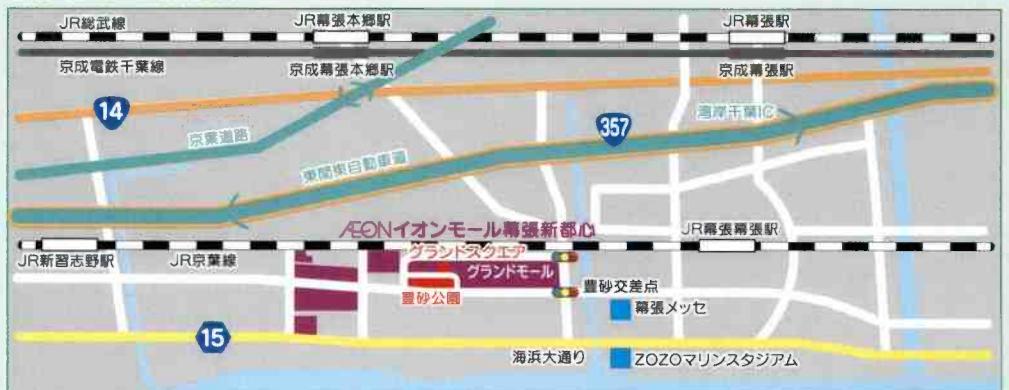 JR総武線
JR幕張本郷駅
JR幕張駅
京成電鉄千葉線
京成幕張本郷駅
京成幕張駅
14
京葉道路
東関東自動車道
357
湾岸千葉IC
ÆONイオンモール幕張新都心
JR幕張幕張駅
JR新習志野駅
JR京葉線
グランドスクエア
グランドモール
豊砂公園
豊砂交差点
幕張メッセ
15
海浜大通り
ZOZOマリンスタジアム